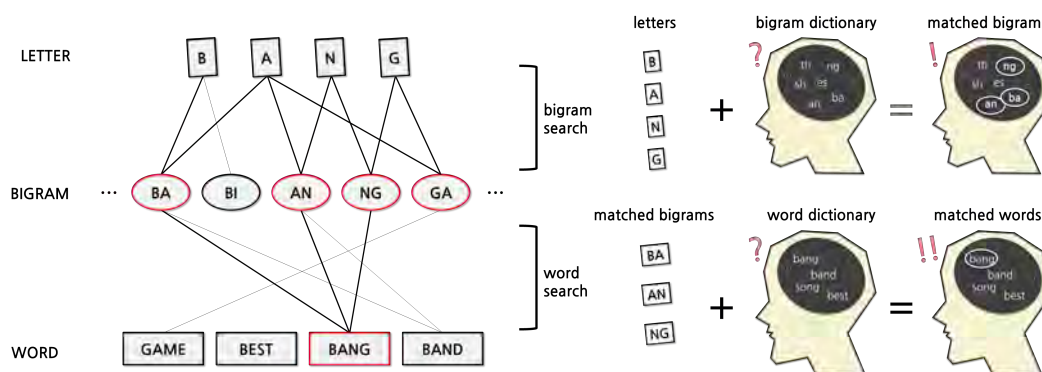 LETTER
B A N G
bigram
search
BIGRAM
... BA BI AN NG GA ...
word
search
WORD
GAME BEST BANG BAND
letters bigram dictionary matched bigram
B
A
N
G
+
?
th ng
sh es
an ba
=
!
th ng
sh es
an ba
matched bigrams word dictionary matched words
BA
AN
NG
+
?
bang
band
song
best
=
!!
bang
band
song
best